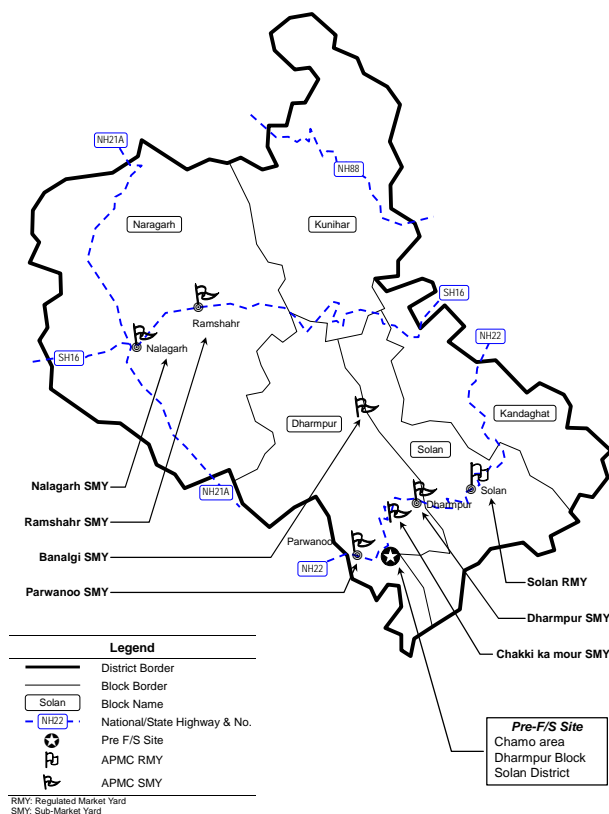 NH21A
NH88
Naragarh
Kunihar
Ramshahr
SH16
NH22
Nalagarh
SH16
Kandaghat
Dharmpur
Solan
Nalagarh SMY
NH21A
Solan
Dharmpur
Ramshahr SMY
Parwanoo
Banalgi SMY
NH22
Solan RMY
Parwanoo SMY
Dharmpur SMY
Chakki ka mour SMY
Legend
District Border
Block Border
Solan
Block Name
NH22
National/State Highway & No.
Pre F/S Site
APMC RMY
APMC SMY
RMY: Regulated Market Yard
SMY: Sub-Market Yard
Pre-F/S Site
Chamo area
Dharmpur Block
Solan District